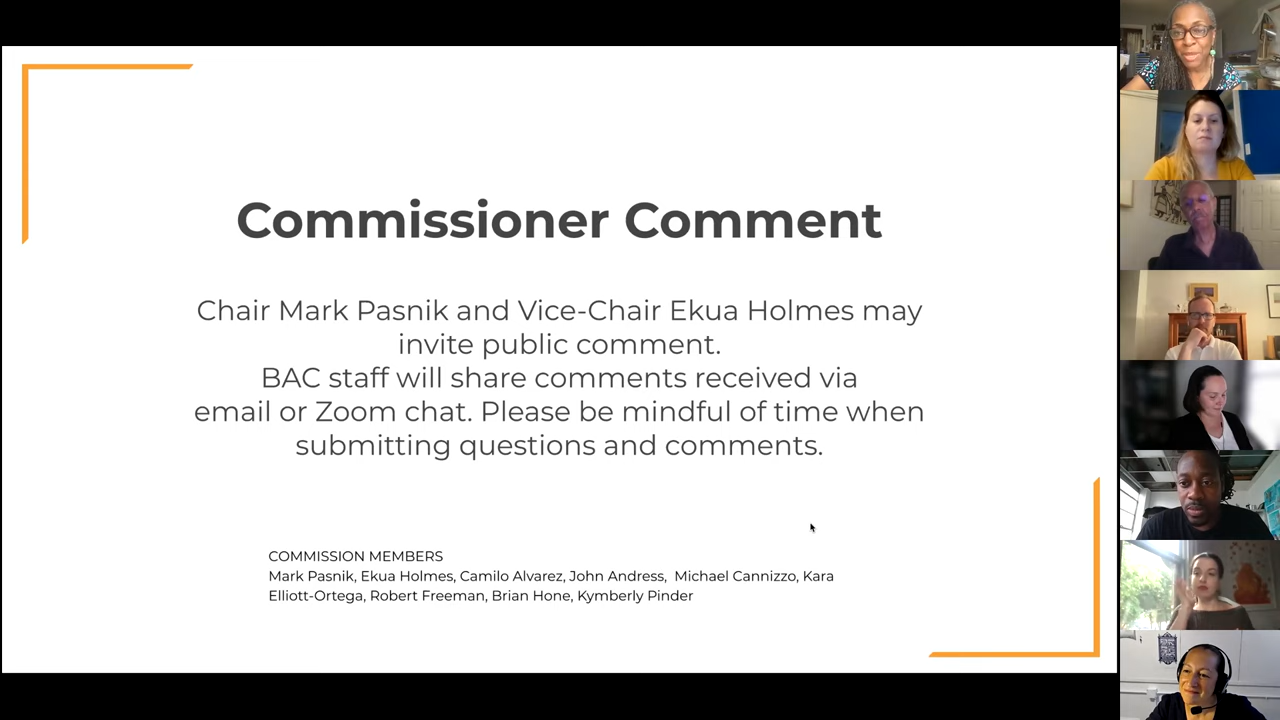 Commissioner Comment
Chair Mark Pasnik and Vice-Chair Ekua Holmes may
invite public comment.
BAC staff will share comments received via
email or Zoom chat. Please be mindful of time when
submitting questions and comments.
COMMISSION MEMBERS
Mark Pasnik, Ekua Holmes, Camilo Alvarez, John Andress,  Michael Cannizzo, Kara
Elliott-Ortega, Robert Freeman, Brian Hone, Kymberly Pinder